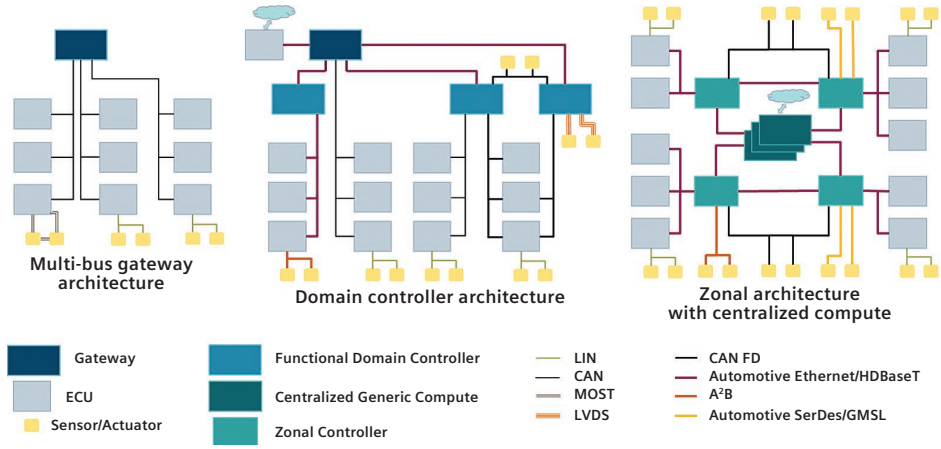 Multi-bus gateway
architecture
Domain controller architecture
Zonal architecture
with centralized compute
Gateway
ECU
Sensor/Actuator
Functional Domain Controller
Centralized Generic Compute
Zonal Controller
LIN
CAN
MOST
LVDS
CAN FD
Automotive Ethernet/HDBaseT
A²B
Automotive SerDes/GMSL